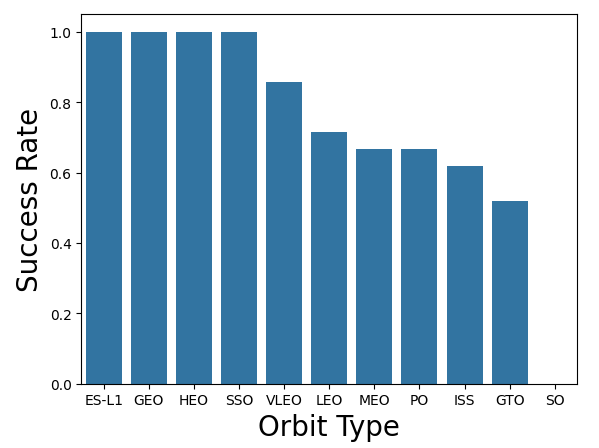 1.0
0.8
0.6
0.4
0.2
0.0
Success Rate
ES-L1 GEO HEO SSO VLEO LEO MEO PO ISS GTO SO
Orbit Type